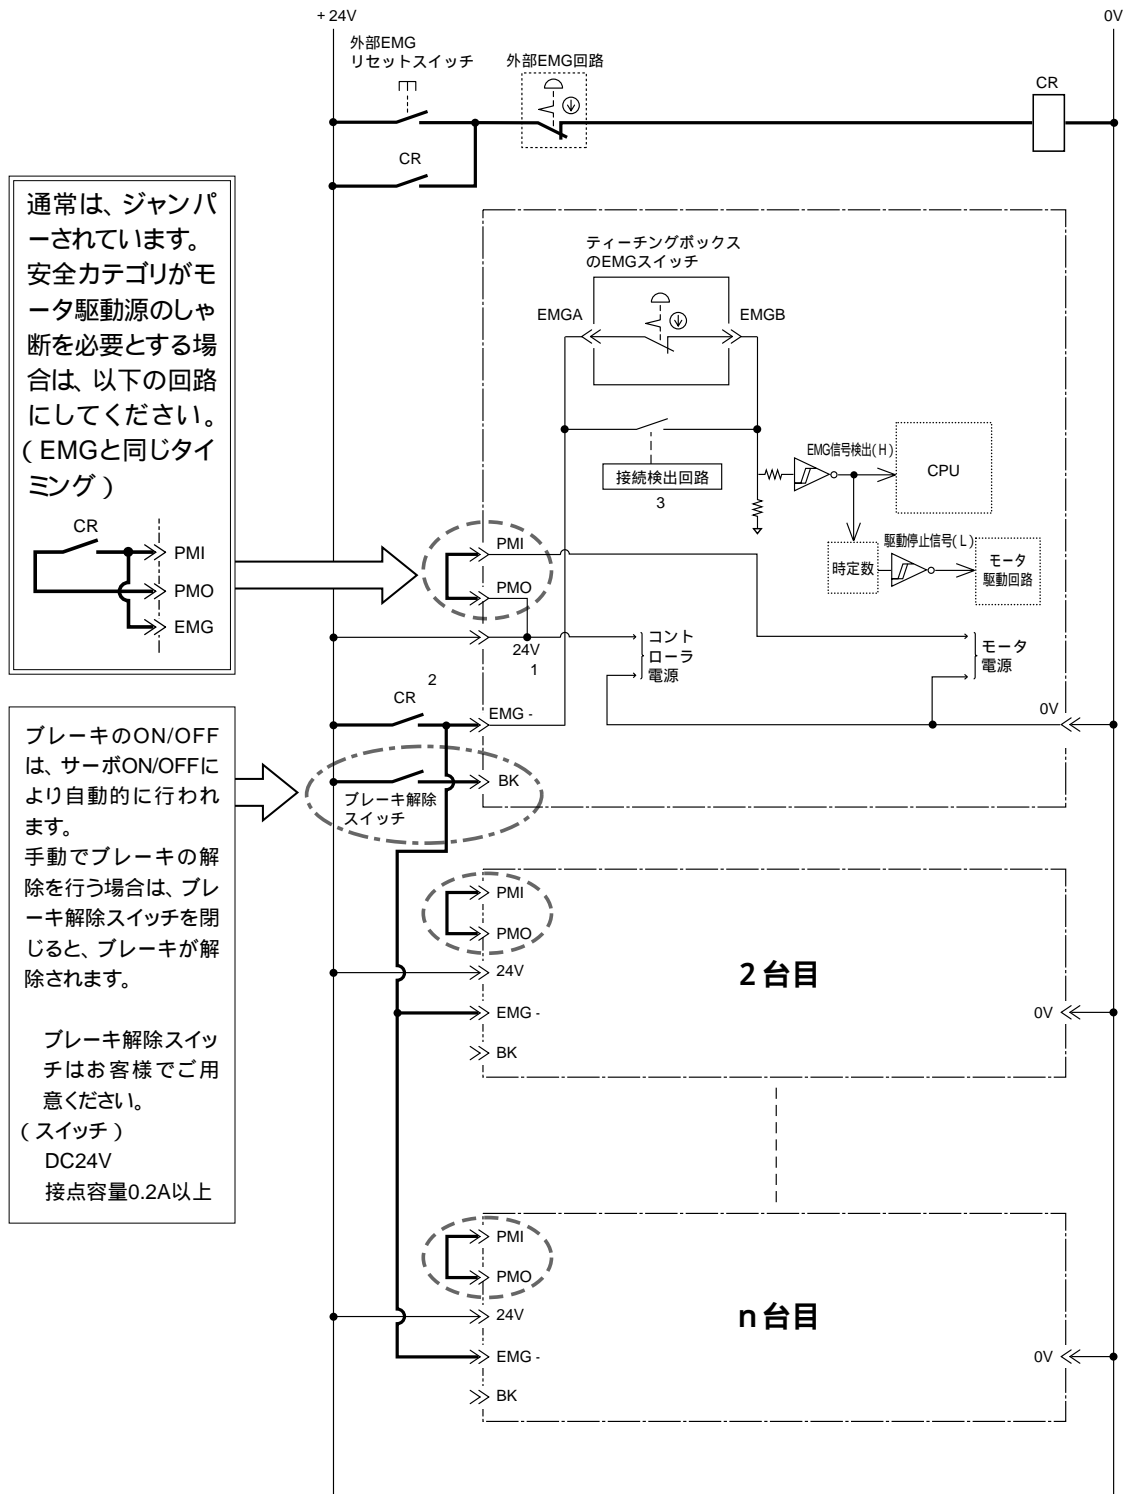 + 24V
0V
外部EMG
リセットスイッチ
外部EMG回路
CR
CR
通常は、ジャンパ
ーされています。
安全カテゴリがモ
ータ駆動源のしゃ
断を必要とする場
合は、以下の回路
にしてください。
( EMGと同じタイ
ミング )
CR
PMI
PMO
EMG
ティーチングボックス
のEMGスイッチ
EMGA
EMGB
接続検出回路
3
EMG信号検出(H)
CPU
時定数
駆動停止信号(L)
モータ
駆動回路
PMI
PMO
24V
1
コント
ローラ
電源
モータ
電源
2
CR
EMG -
0V
BK
ブレーキ解除
スイッチ
ブレーキのON/OFF
は、サーボON/OFFに
より自動的に行われ
ます。
手動でブレーキの解
除を行う場合は、ブレ
ーキ解除スイッチを閉
じると、ブレーキが解
除されます。
ブレーキ解除スイッ
チはお客様でご用
意ください。
( スイッチ )
DC24V
接点容量0.2A以上
PMI
PMO
24V
2台目
EMG -
0V
BK
PMI
PMO
24V
n台目
EMG -
0V
BK